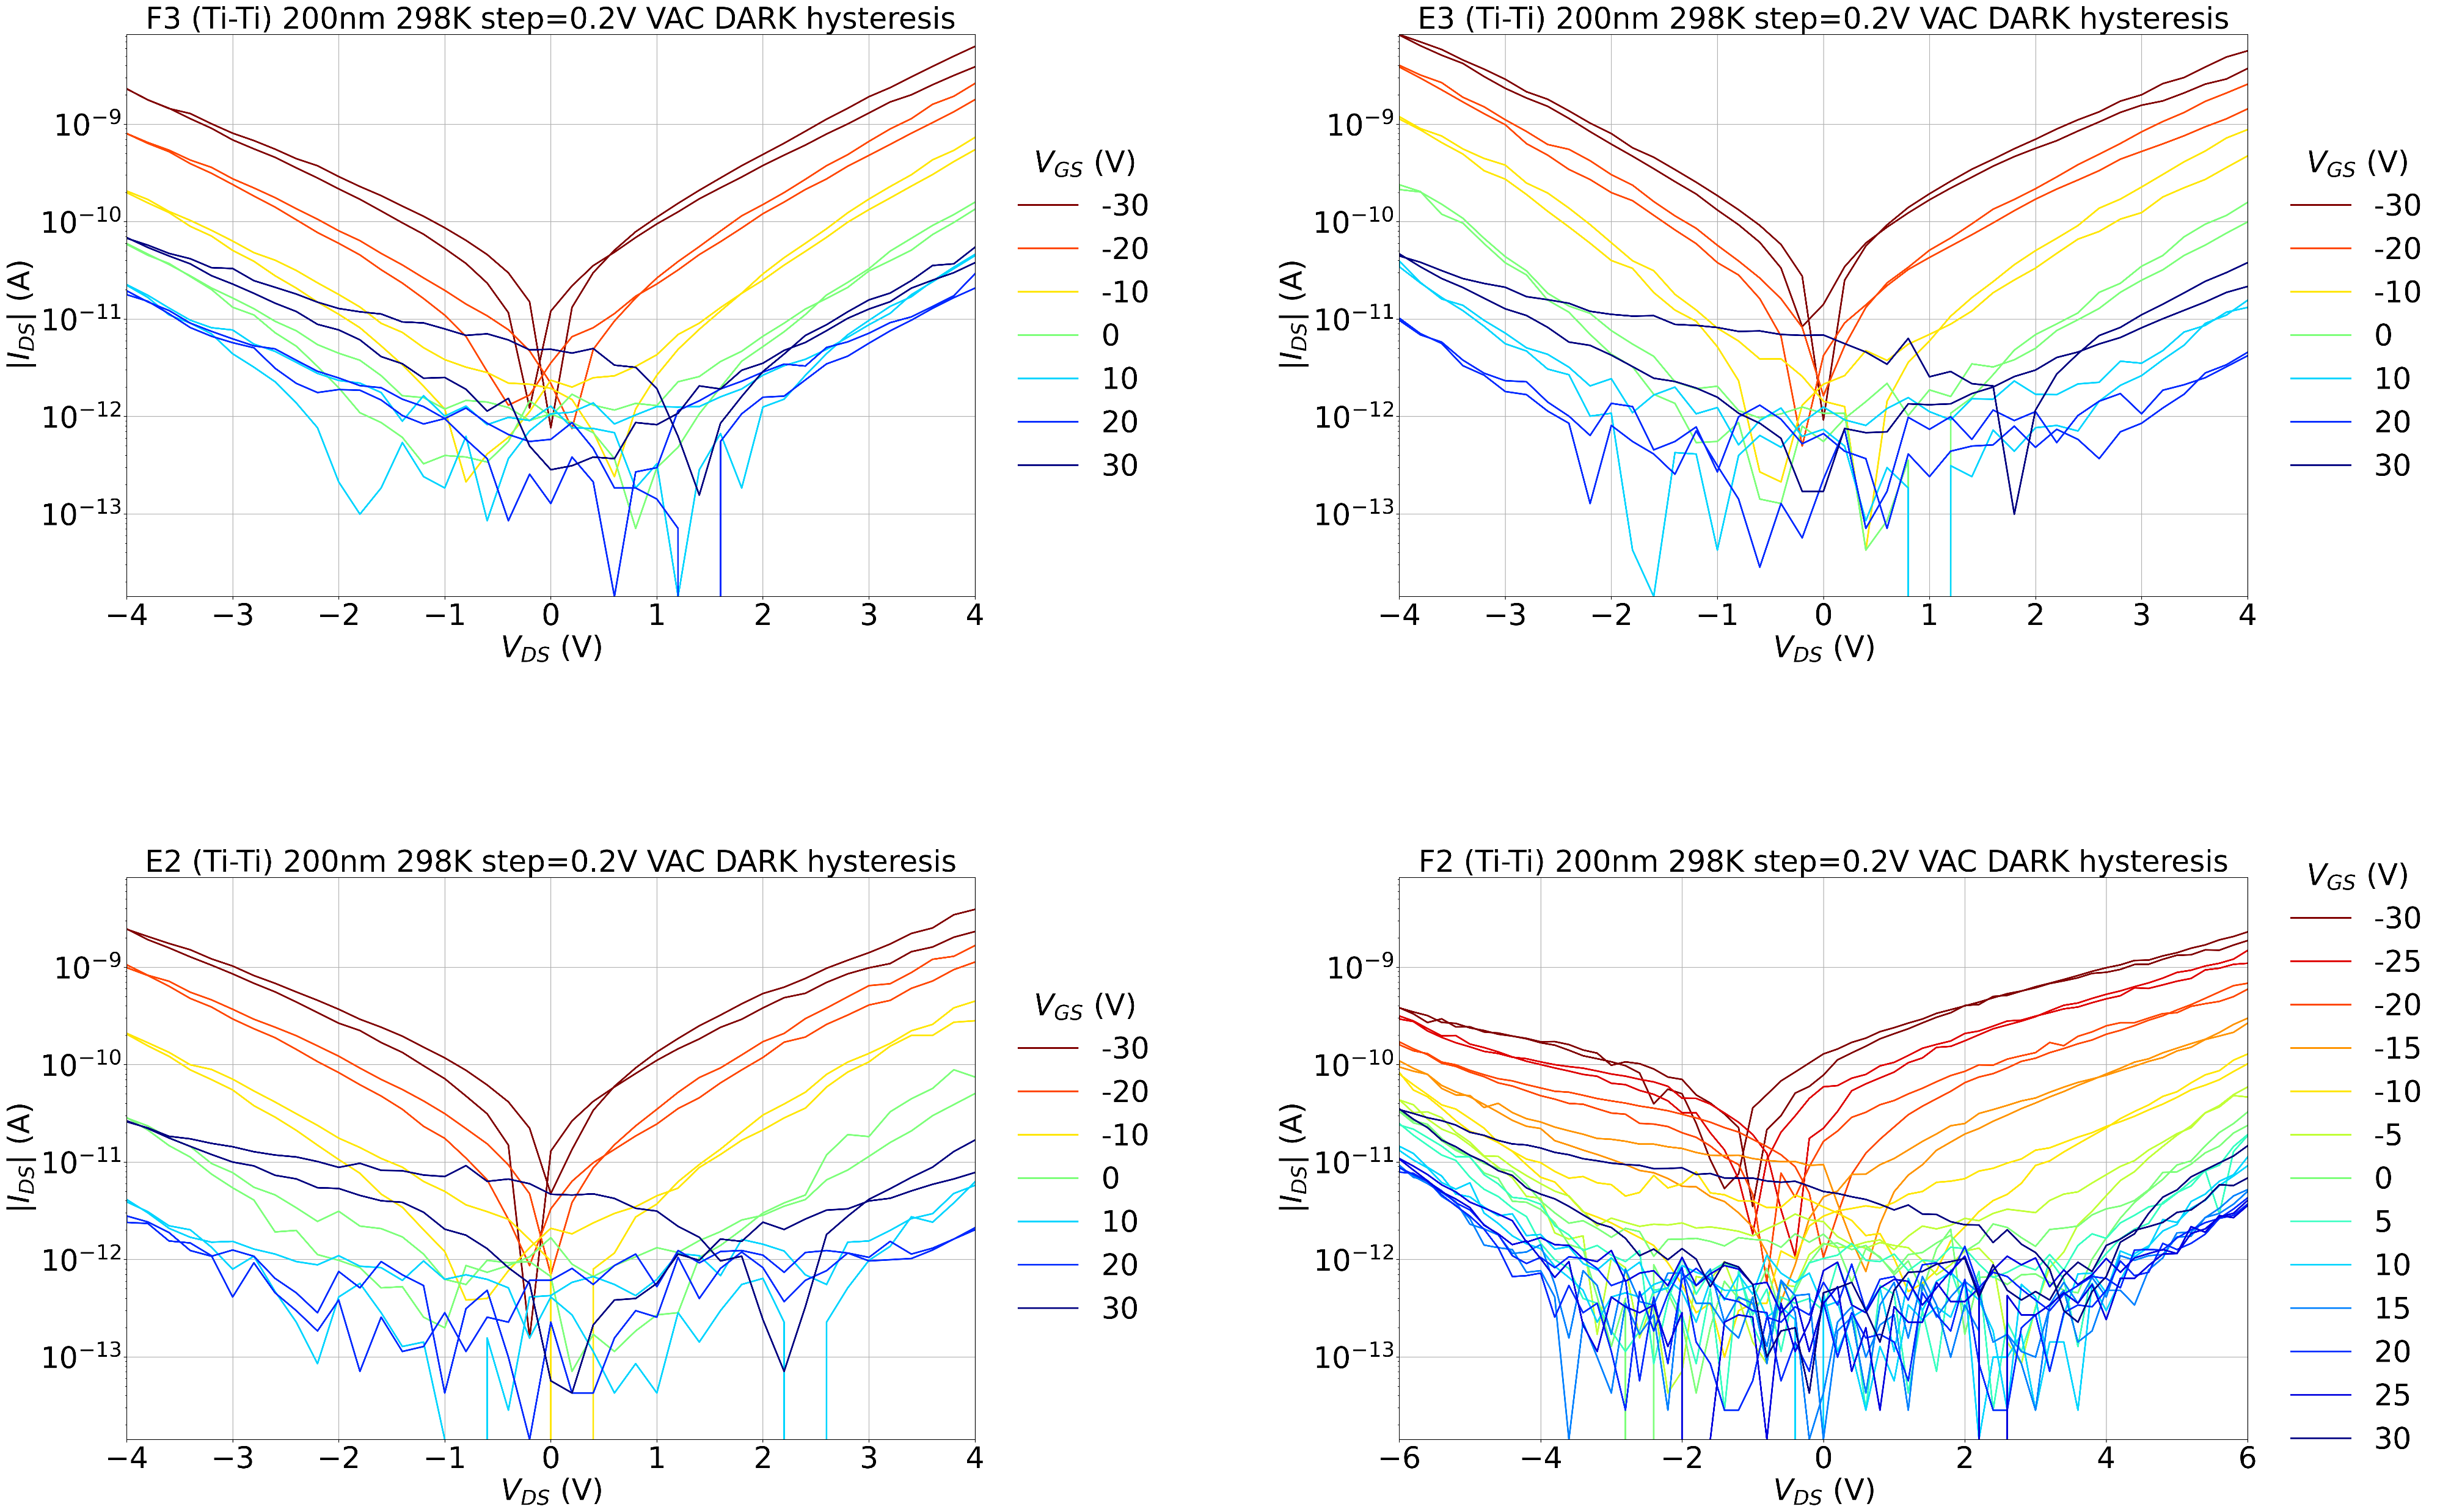 F3 (Ti-Ti) 200nm 298K step=0.2V VAC DARK hysteresis
|I_DS| (A)
10⁻⁹
10⁻¹⁰
10⁻¹¹
10⁻¹²
10⁻¹³
−4 −3 −2 −1 0 1 2 3 4
V_DS (V)
V_GS (V)
-30
-20
-10
0
10
20
30
E3 (Ti-Ti) 200nm 298K step=0.2V VAC DARK hysteresis
|I_DS| (A)
10⁻⁹
10⁻¹⁰
10⁻¹¹
10⁻¹²
10⁻¹³
−4 −3 −2 −1 0 1 2 3 4
V_DS (V)
V_GS (V)
-30
-20
-10
0
10
20
30
E2 (Ti-Ti) 200nm 298K step=0.2V VAC DARK hysteresis
|I_DS| (A)
10⁻⁹
10⁻¹⁰
10⁻¹¹
10⁻¹²
10⁻¹³
−4 −3 −2 −1 0 1 2 3 4
V_DS (V)
V_GS (V)
-30
-20
-10
0
10
20
30
F2 (Ti-Ti) 200nm 298K step=0.2V VAC DARK hysteresis
|I_DS| (A)
10⁻⁹
10⁻¹⁰
10⁻¹¹
10⁻¹²
10⁻¹³
−6 −4 −2 0 2 4 6
V_DS (V)
V_GS (V)
-30
-25
-20
-15
-10
-5
0
5
10
15
20
25
30